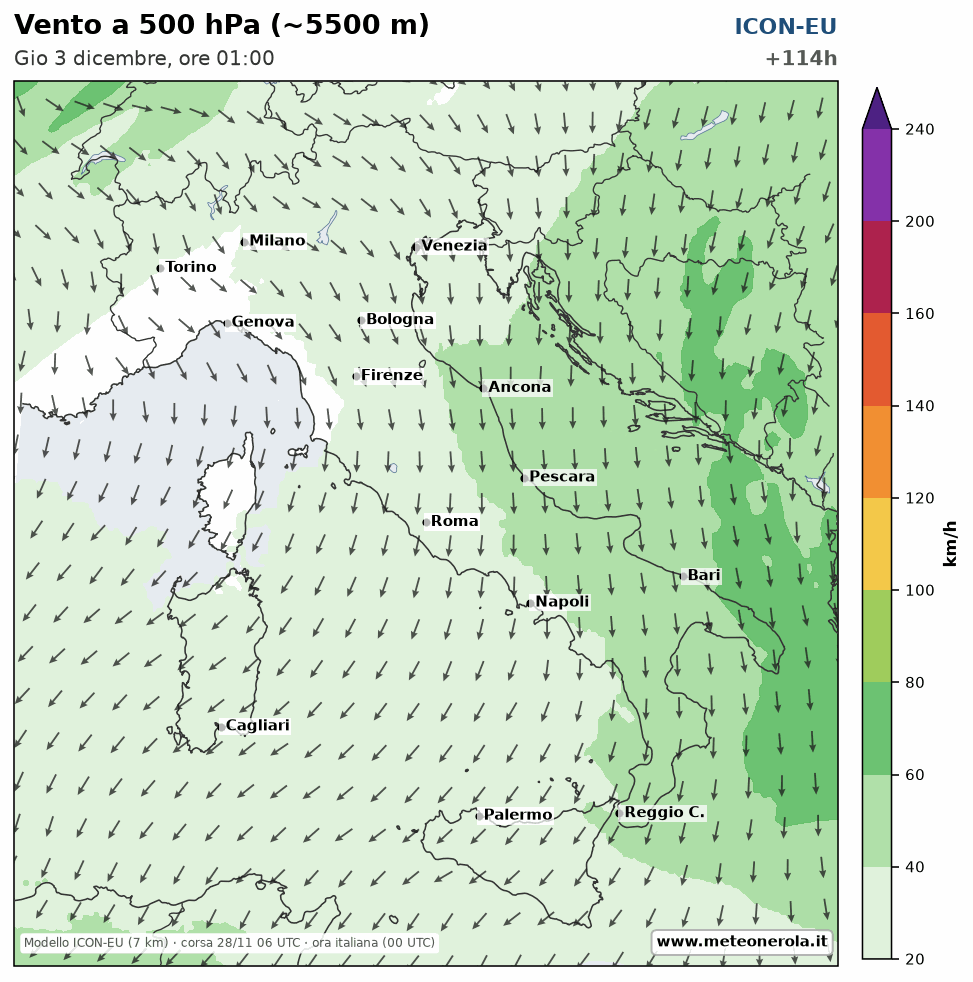 Vento a 500 hPa (~5500 m)
ICON-EU
Gio 3 dicembre, ore 01:00
+114h
Milano
Venezia
Torino
Genova
Bologna
Firenze
Ancona
Pescara
Roma
Bari
Napoli
Cagliari
Palermo
Reggio C.
240
200
160
140
120
100
80
60
40
20
km/h
Modello ICON-EU (7 km) · corsa 28/11 06 UTC · ora italiana (00 UTC)
www.meteonerola.it